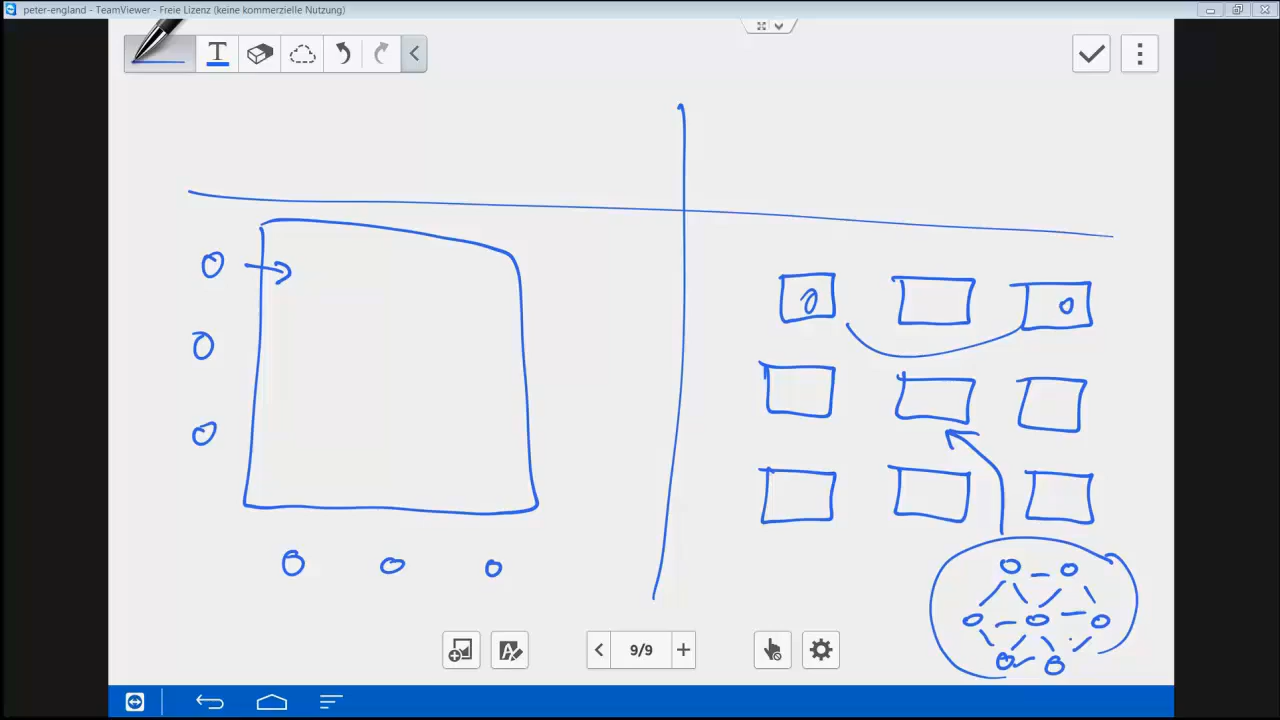 peter-england - TeamViewer - Freie Lizenz (keine kommerzielle Nutzung)
T
A
9/9